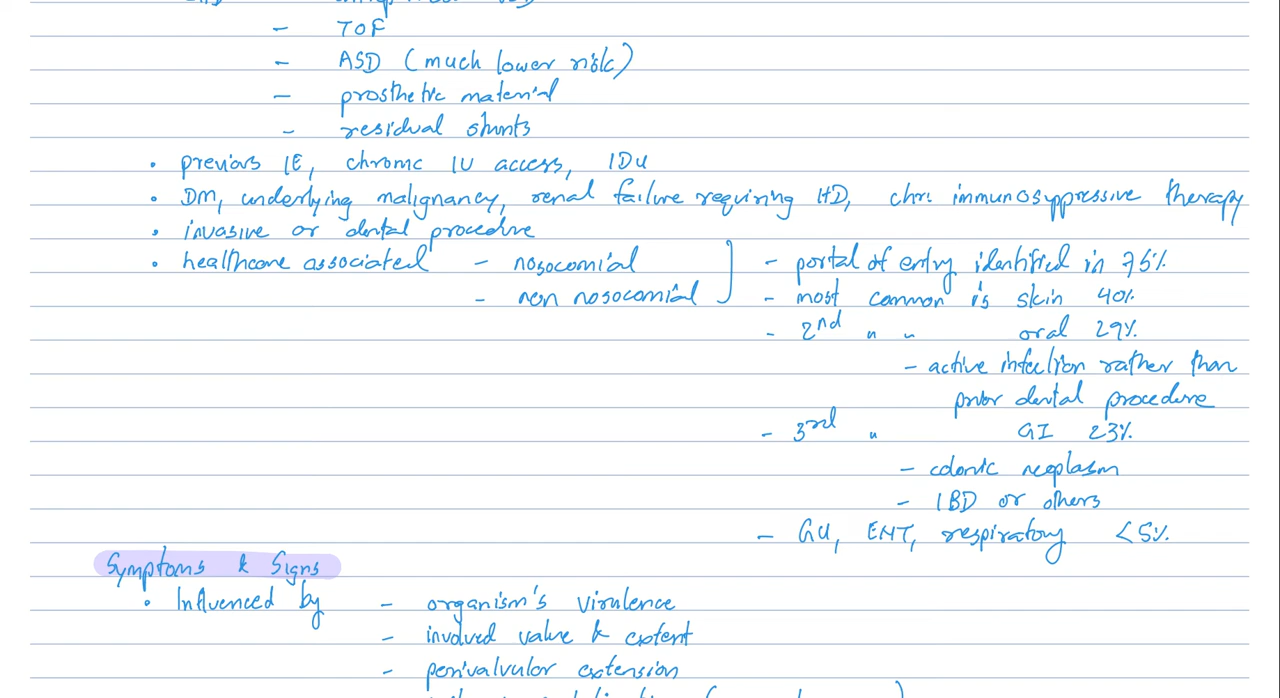 - TOF
- ASD (much lower risk)
- prosthetic material
- residual shunts
• previous IE, chronic IV access, IDU
• DM, underlying malignancy, renal failure requiring HD, chr. immunosuppressive therapy
• invasive or dental procedure
• healthcare associated - nosocomial - portal of entry identified in 75%
- non nosocomial - most common is skin 40%
- 2nd " " oral 29%
- active infection rather than
prior dental procedure
- 3rd " GI 23%
- colonic neoplasm
- IBD or others
- GU, ENT, respiratory <5%
Symptoms & Signs
• Influenced by - organism's virulence
- involved valve & extent
- perivalvular extension